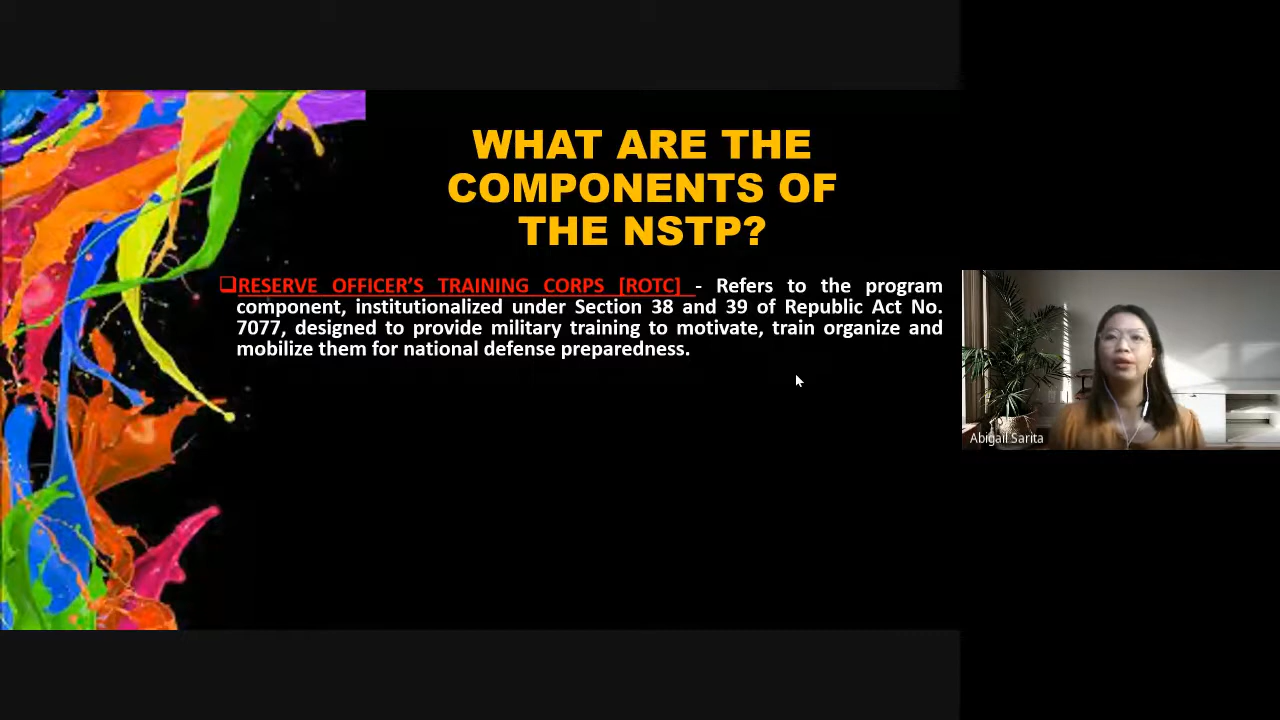 WHAT ARE THE
COMPONENTS OF
THE NSTP?
❑RESERVE OFFICER’S TRAINING CORPS [ROTC] - Refers to the program
component, institutionalized under Section 38 and 39 of Republic Act No.
7077, designed to provide military training to motivate, train organize and
mobilize them for national defense preparedness.
Abigail Sarita